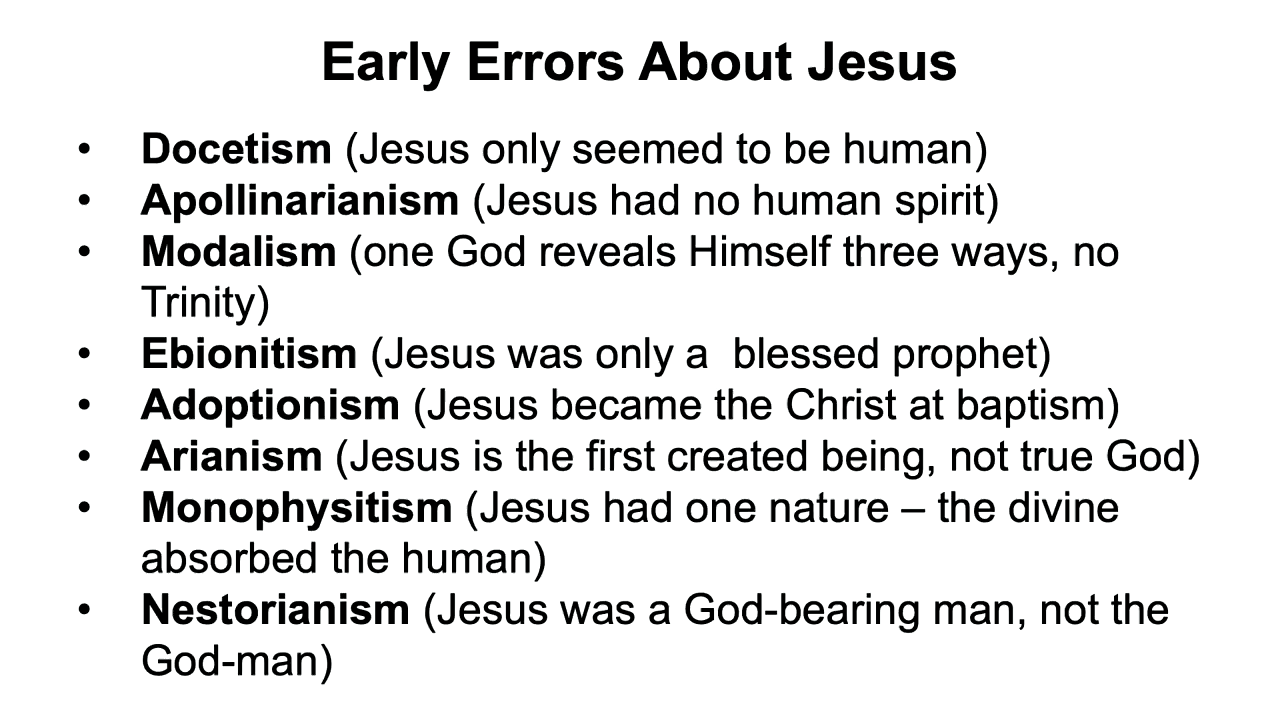 Early Errors About Jesus
• Docetism (Jesus only seemed to be human)
• Apollinarianism (Jesus had no human spirit)
• Modalism (one God reveals Himself three ways, no
Trinity)
• Ebionitism (Jesus was only a  blessed prophet)
• Adoptionism (Jesus became the Christ at baptism)
• Arianism (Jesus is the first created being, not true God)
• Monophysitism (Jesus had one nature – the divine
absorbed the human)
• Nestorianism (Jesus was a God-bearing man, not the
God-man)